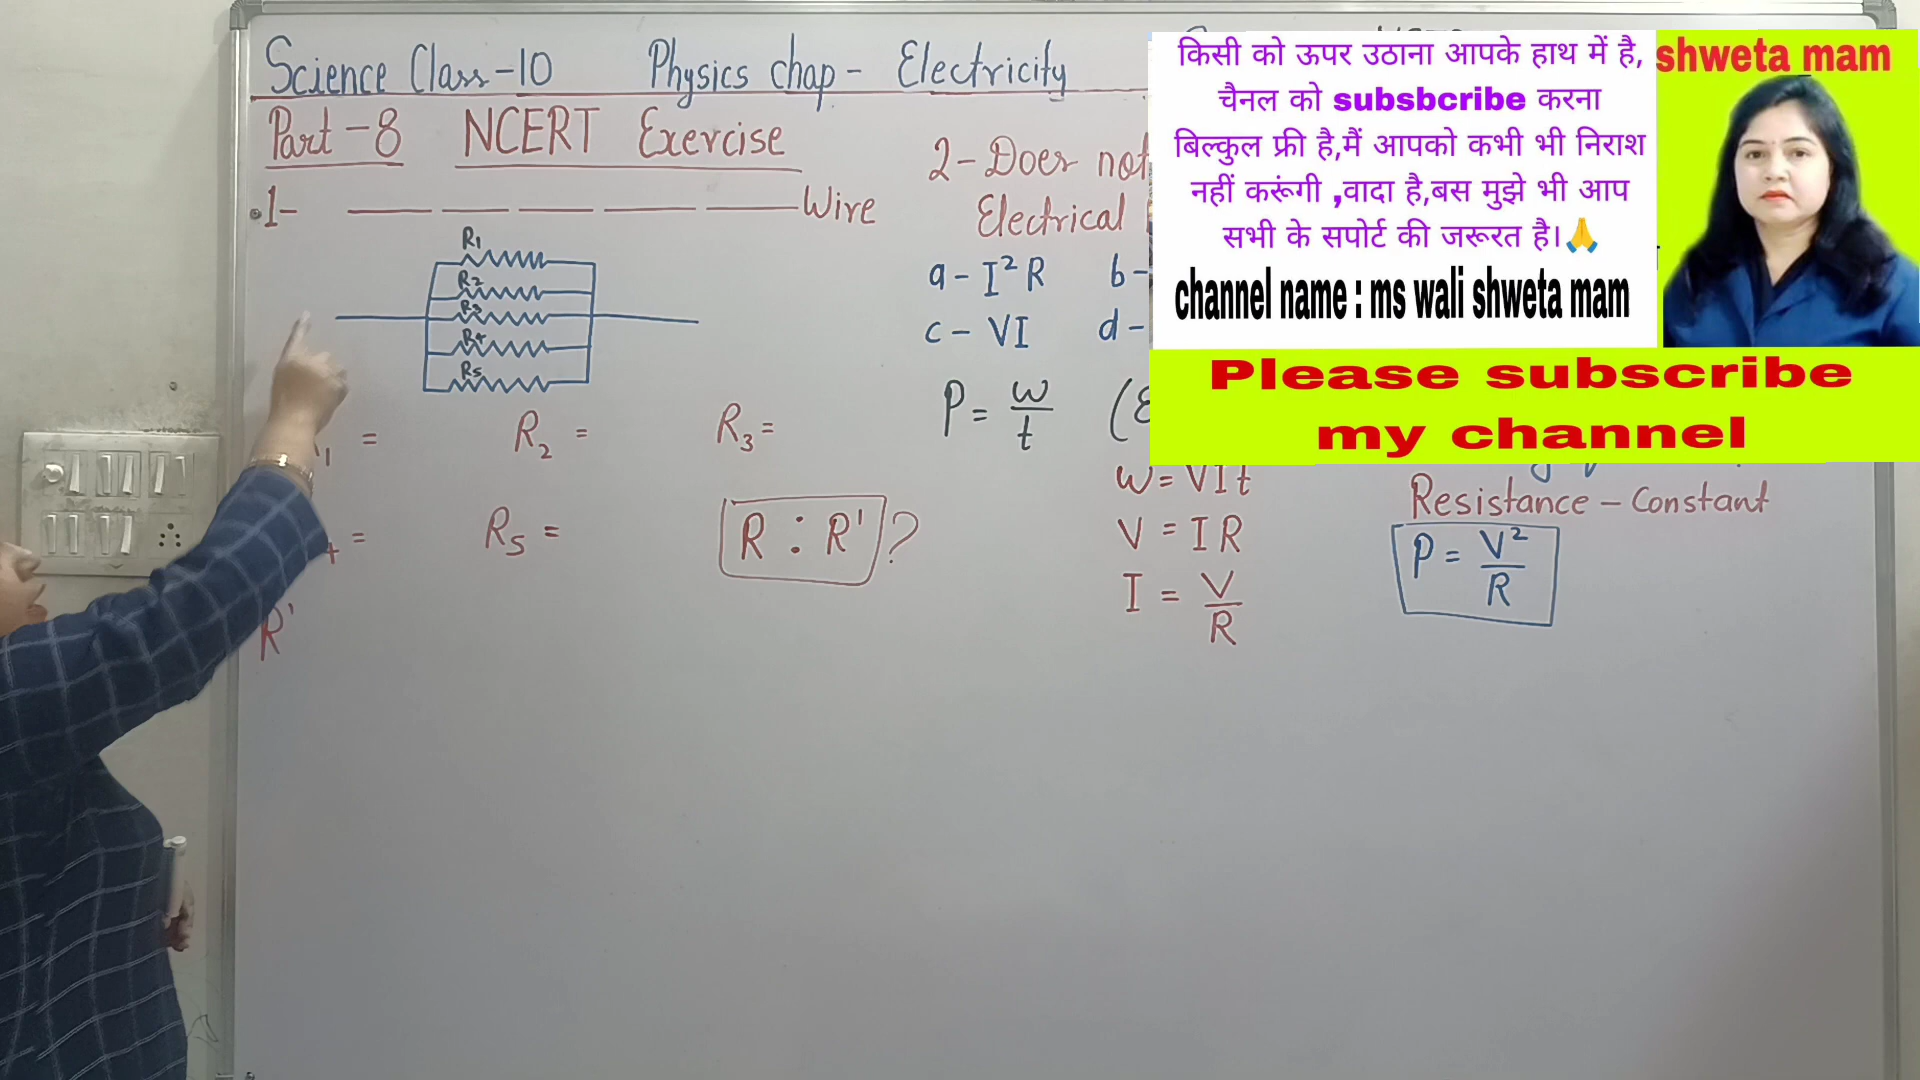 Science Class-10 Physics chap- Electricity
Part-8 NCERT Exercise
1- Wire
R1
R2
R3
R4
R5
R2 =
R3 =
R5 =
R : R' ?
R'
2- Does not
Electrical
a - I² R b-
c - VI d-
P = w/t (E
w = VIt
V = IR
I = V/R
Resistance - Constant
P = V²/R
किसी को ऊपर उठाना आपके हाथ में है,
चैनल को subsbcribe करना
बिल्कुल फ्री है,मैं आपको कभी भी निराश
नहीं करूंगी ,वादा है,बस मुझे भी आप
सभी के सपोर्ट की जरूरत है।🙏
channel name : ms wali shweta mam
shweta mam
Please subscribe
my channel